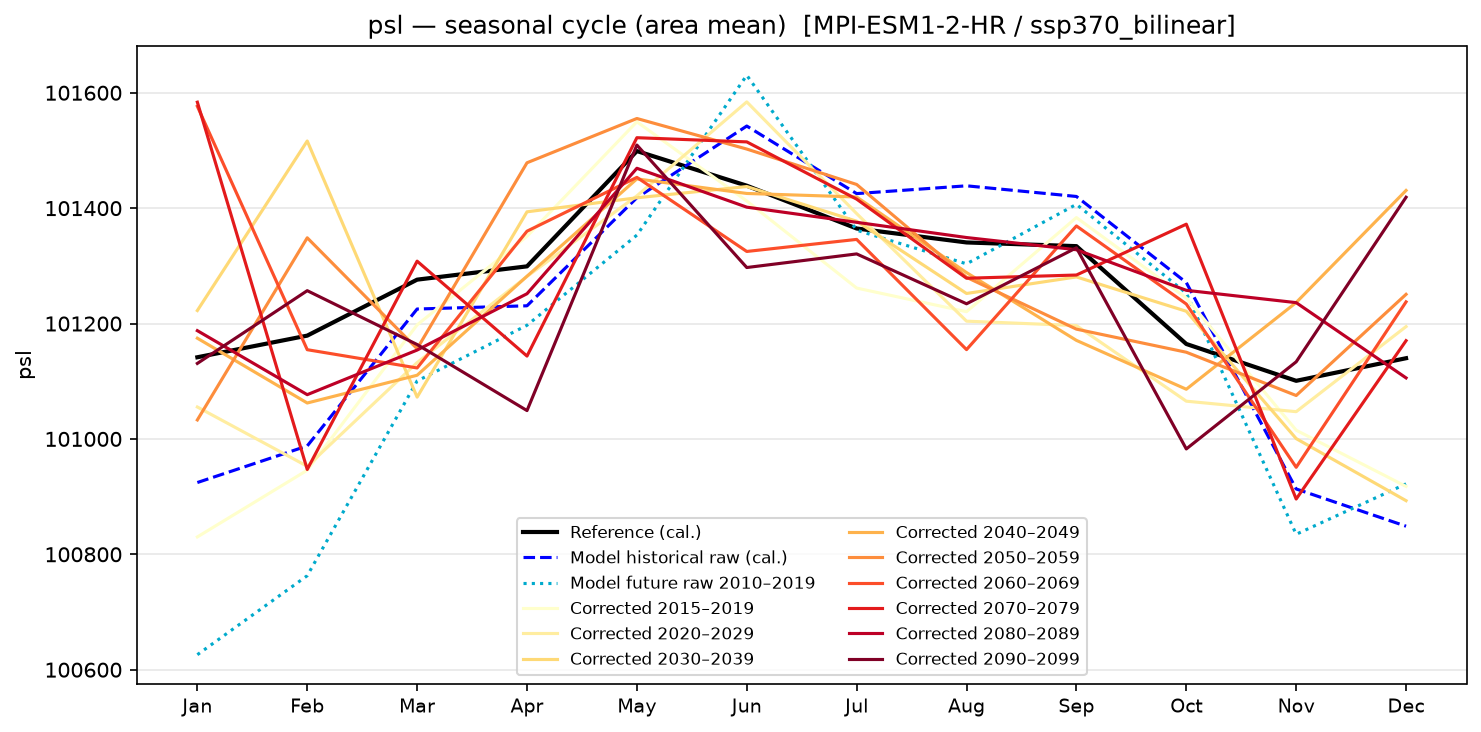 psl — seasonal cycle (area mean)  [MPI-ESM1-2-HR / ssp370_bilinear]
psl
101600
101400
101200
101000
100800
100600
Jan
Feb
Mar
Apr
May
Jun
Jul
Aug
Sep
Oct
Nov
Dec
Reference (cal.)
Model historical raw (cal.)
Model future raw 2010–2019
Corrected 2015–2019
Corrected 2020–2029
Corrected 2030–2039
Corrected 2040–2049
Corrected 2050–2059
Corrected 2060–2069
Corrected 2070–2079
Corrected 2080–2089
Corrected 2090–2099